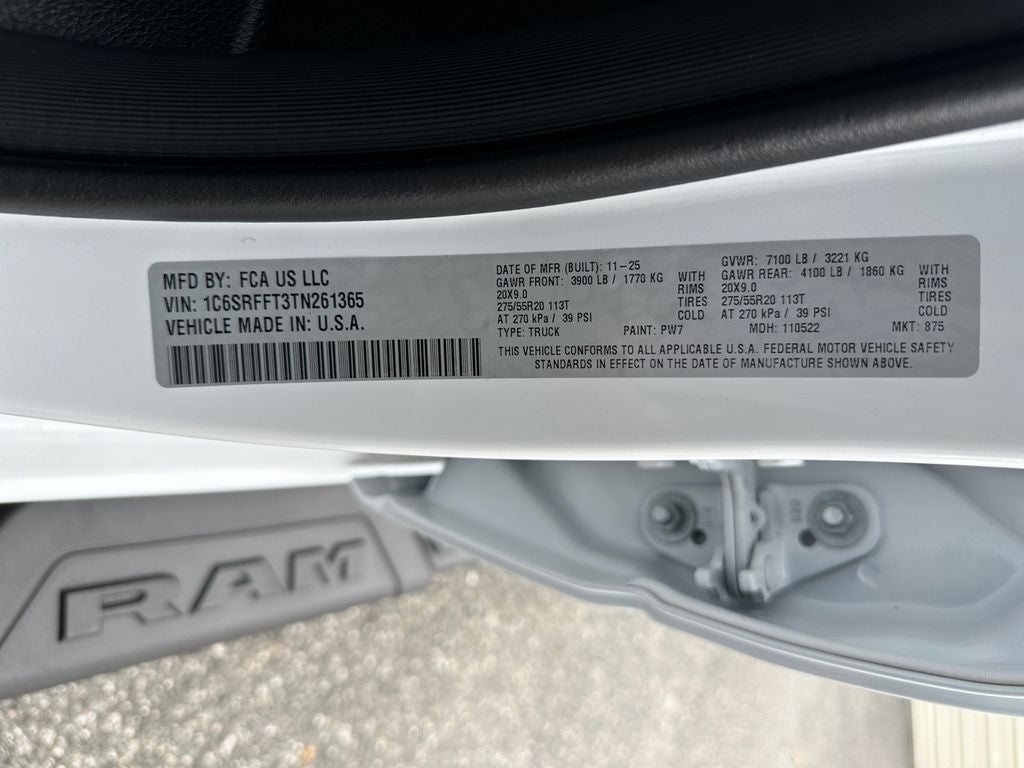 MFD BY: FCA US LLC
VIN: 1C6SRFFT3TN261365
VEHICLE MADE IN: U.S.A.
DATE OF MFR (BUILT): 11-25
GAWR FRONT: 3900 LB / 1770 KG WITH
20X9.0 RIMS
275/55R20 113T TIRES
AT 270 kPa / 39 PSI COLD
TYPE: TRUCK PAINT: PW7
GVWR: 7100 LB / 3221 KG
GAWR REAR: 4100 LB / 1860 KG WITH
20X9.0 RIMS
275/55R20 113T TIRES
AT 270 kPa / 39 PSI COLD
MDH: 110522 MKT: 875
THIS VEHICLE CONFORMS TO ALL APPLICABLE U.S.A. FEDERAL MOTOR VEHICLE SAFETY
STANDARDS IN EFFECT ON THE DATE OF MANUFACTURE SHOWN ABOVE.
RAM